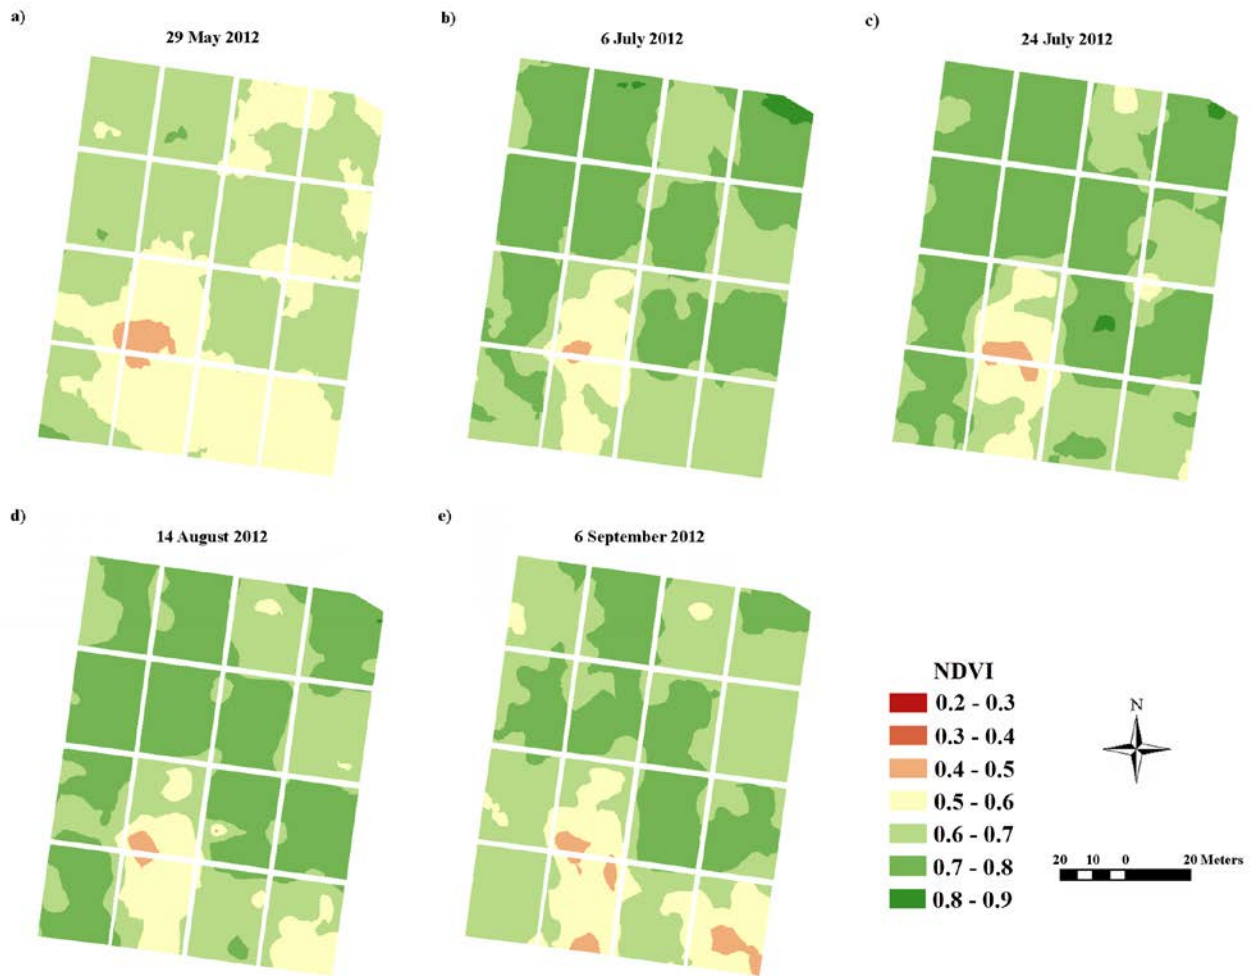 a)
29 May 2012
b)
6 July 2012
c)
24 July 2012
d)
14 August 2012
e)
6 September 2012
NDVI
0.2 - 0.3
0.3 - 0.4
0.4 - 0.5
0.5 - 0.6
0.6 - 0.7
0.7 - 0.8
0.8 - 0.9
N
20 10 0 20 Meters